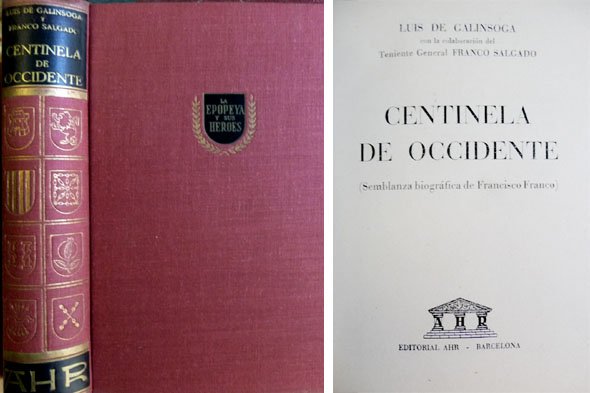 LUIS DE GALINSOGA
Y
FRANCO SALGADO
CENTINELA
DE
OCCIDENTE
AHR
LA
EPOPEYA
Y SUS
HEROES
LUIS DE GALINSOGA
con la colaboración del
Teniente General FRANCO SALGADO
CENTINELA
DE OCCIDENTE
(Semblanza biográfica de Francisco Franco)
AHR
EDITORIAL AHR - BARCELONA